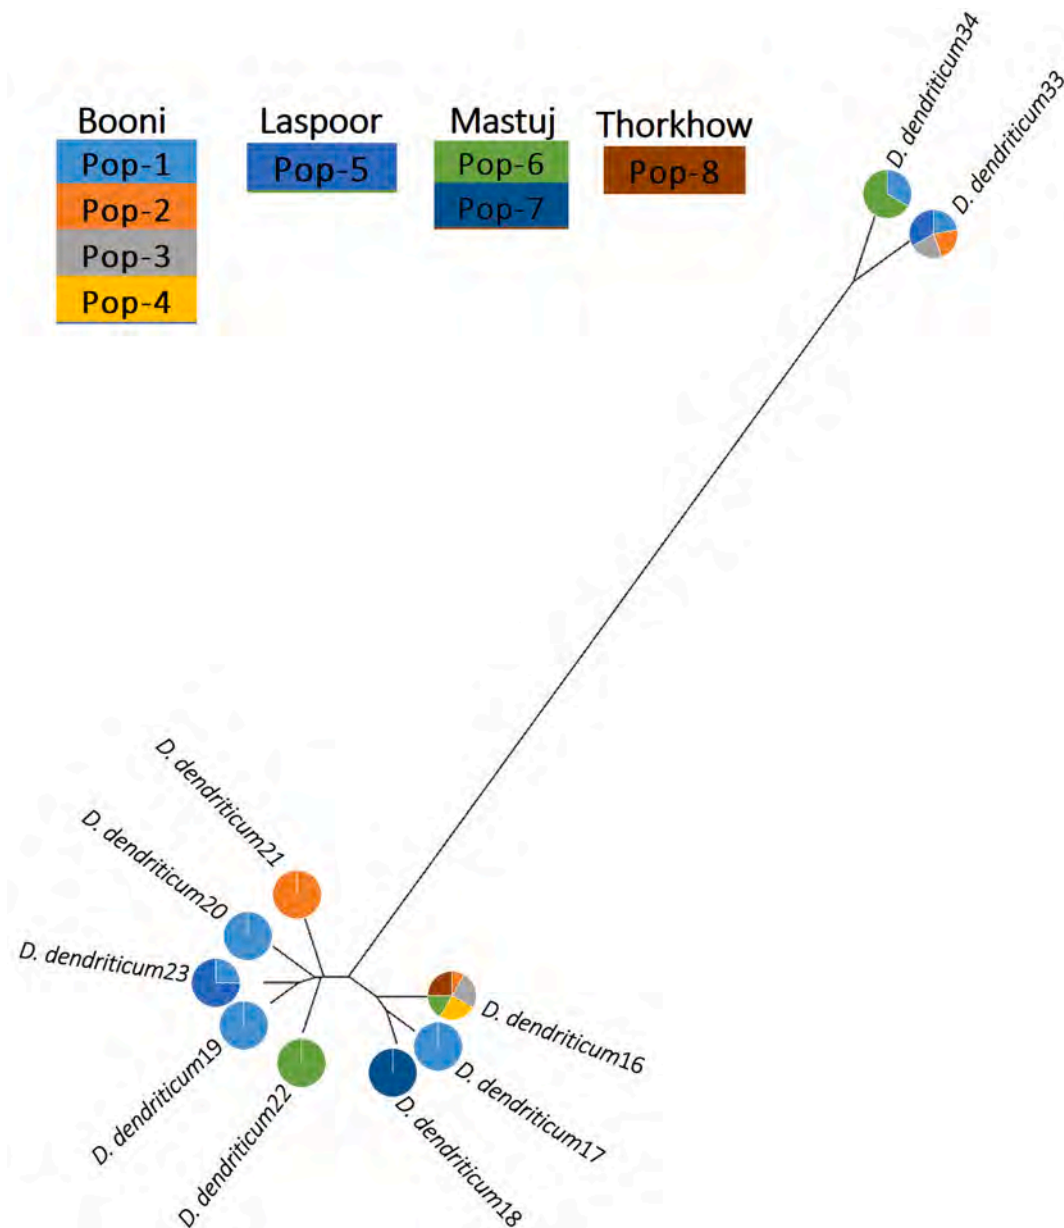 Booni
Pop-1
Pop-2
Pop-3
Pop-4
Laspoor
Pop-5
Mastuj
Pop-6
Pop-7
Thorkhow
Pop-8
D. dendriticum34
D. dendriticum33
D. dendriticum21
D. dendriticum20
D. dendriticum23
D. dendriticum19
D. dendriticum22
D. dendriticum18
D. dendriticum17
D. dendriticum16